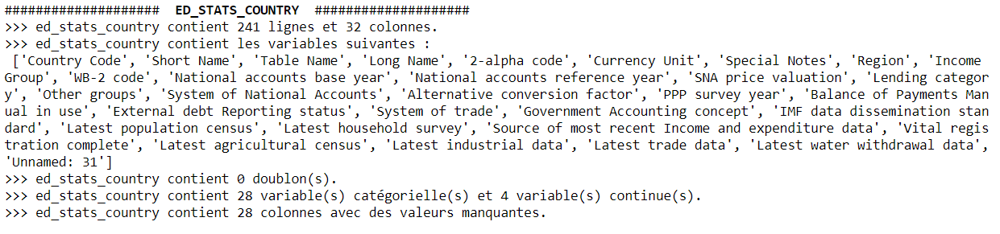 #################### ED_STATS_COUNTRY ####################
>>> ed_stats_country contient 241 lignes et 32 colonnes.
>>> ed_stats_country contient les variables suivantes :
['Country Code', 'Short Name', 'Table Name', 'Long Name', '2-alpha code', 'Currency Unit', 'Special Notes', 'Region', 'Income
Group', 'WB-2 code', 'National accounts base year', 'National accounts reference year', 'SNA price valuation', 'Lending categor
y', 'Other groups', 'System of National Accounts', 'Alternative conversion factor', 'PPP survey year', 'Balance of Payments Man
ual in use', 'External debt Reporting status', 'System of trade', 'Government Accounting concept', 'IMF data dissemination stan
dard', 'Latest population census', 'Latest household survey', 'Source of most recent Income and expenditure data', 'Vital regis
tration complete', 'Latest agricultural census', 'Latest industrial data', 'Latest trade data', 'Latest water withdrawal data',
'Unnamed: 31']
>>> ed_stats_country contient 0 doublon(s).
>>> ed_stats_country contient 28 variable(s) catégorielle(s) et 4 variable(s) continue(s).
>>> ed_stats_country contient 28 colonnes avec des valeurs manquantes.